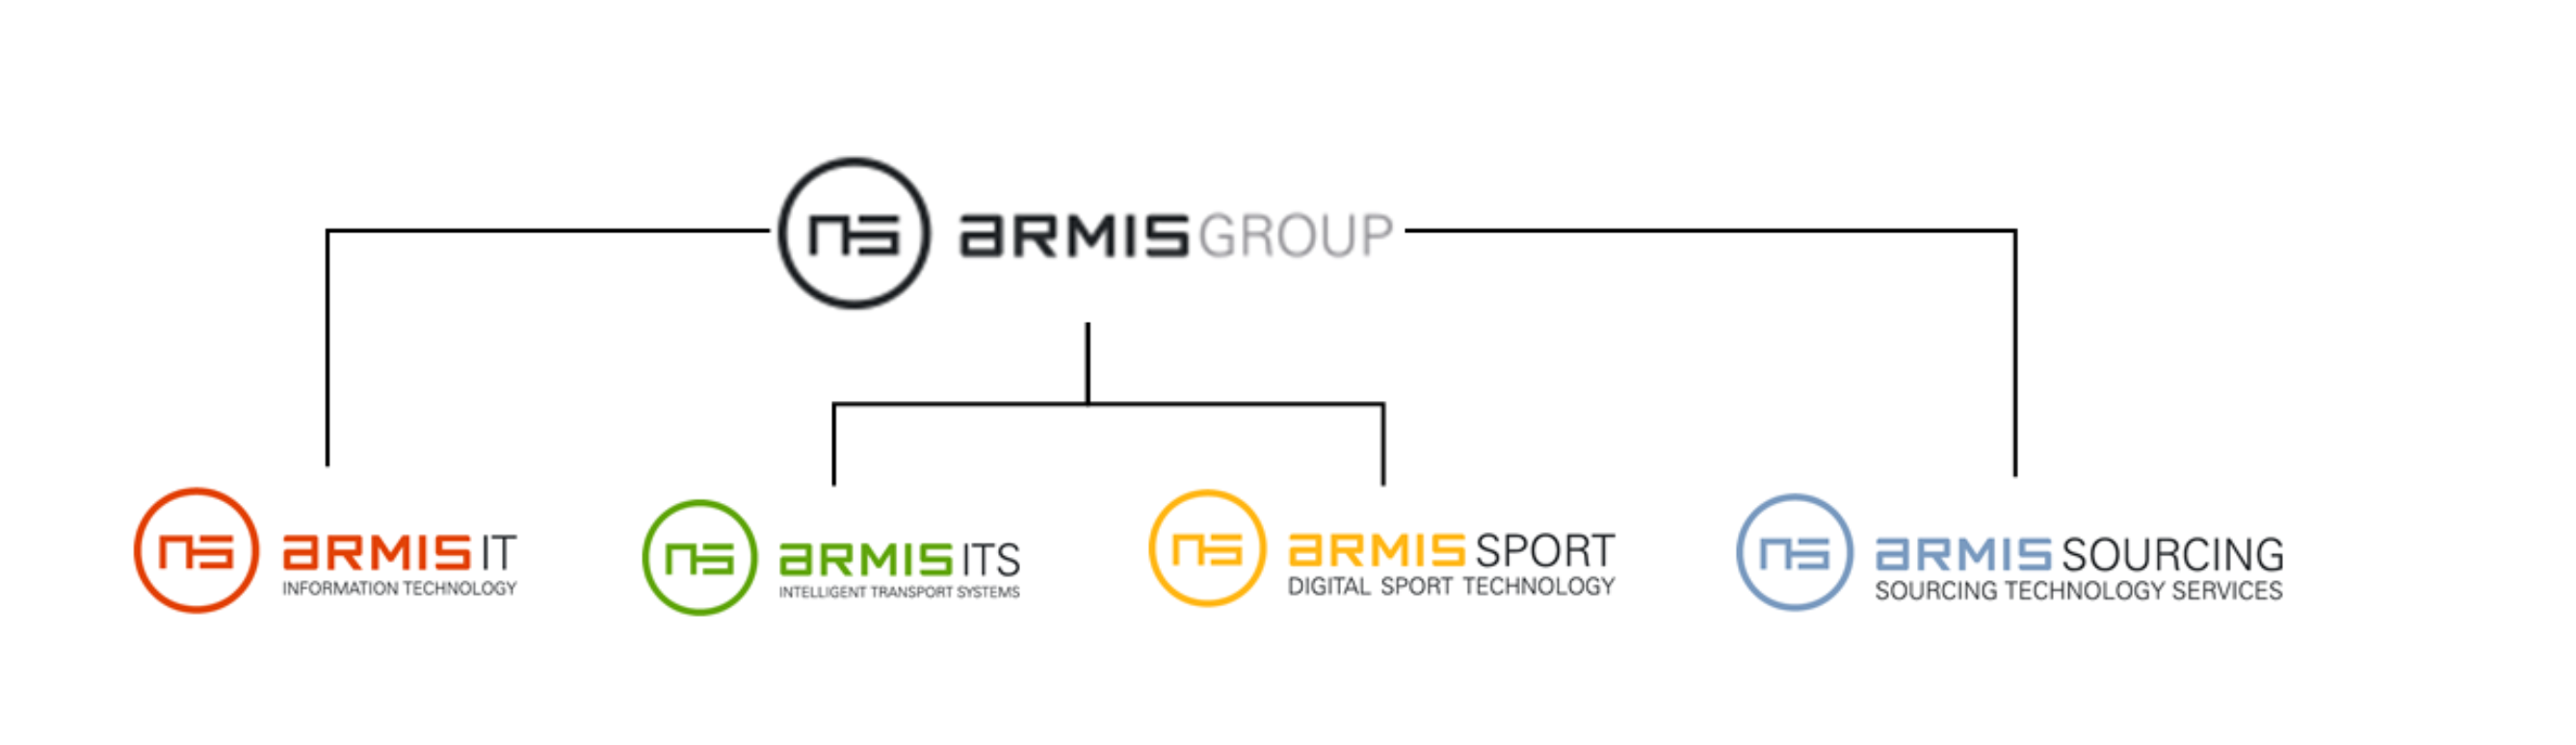 ARMIS GROUP
ARMIS IT
INFORMATION TECHNOLOGY
ARMIS ITS
INTELLIGENT TRANSPORT SYSTEMS
ARMIS SPORT
DIGITAL SPORT TECHNOLOGY
ARMIS SOURCING
SOURCING TECHNOLOGY SERVICES